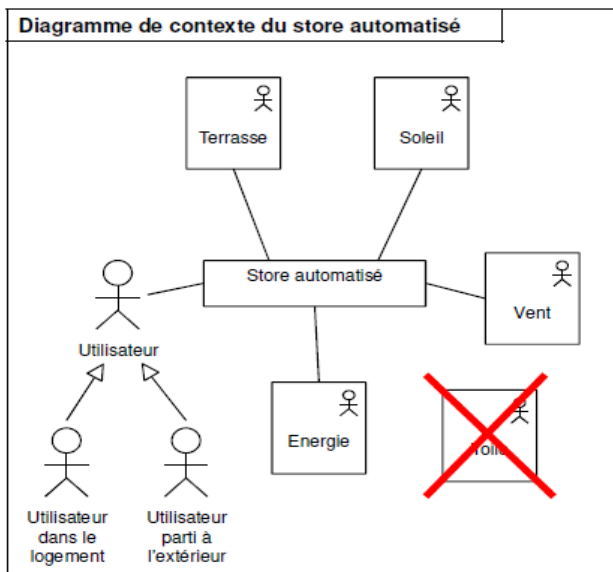 Diagramme de contexte du store automatisé
Terrasse
Soleil
Store automatisé
Vent
Utilisateur
Energie
Toile
Utilisateur
dans le
logement
Utilisateur
parti à
l'extérieur